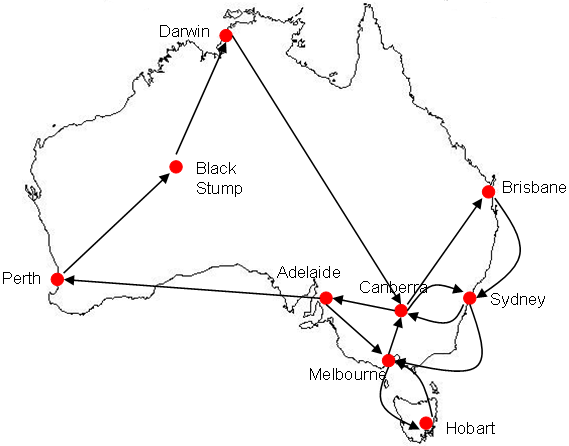 Darwin
Black
Stump
Brisbane
Perth
Adelaide
Canberra
Sydney
Melbourne
Hobart